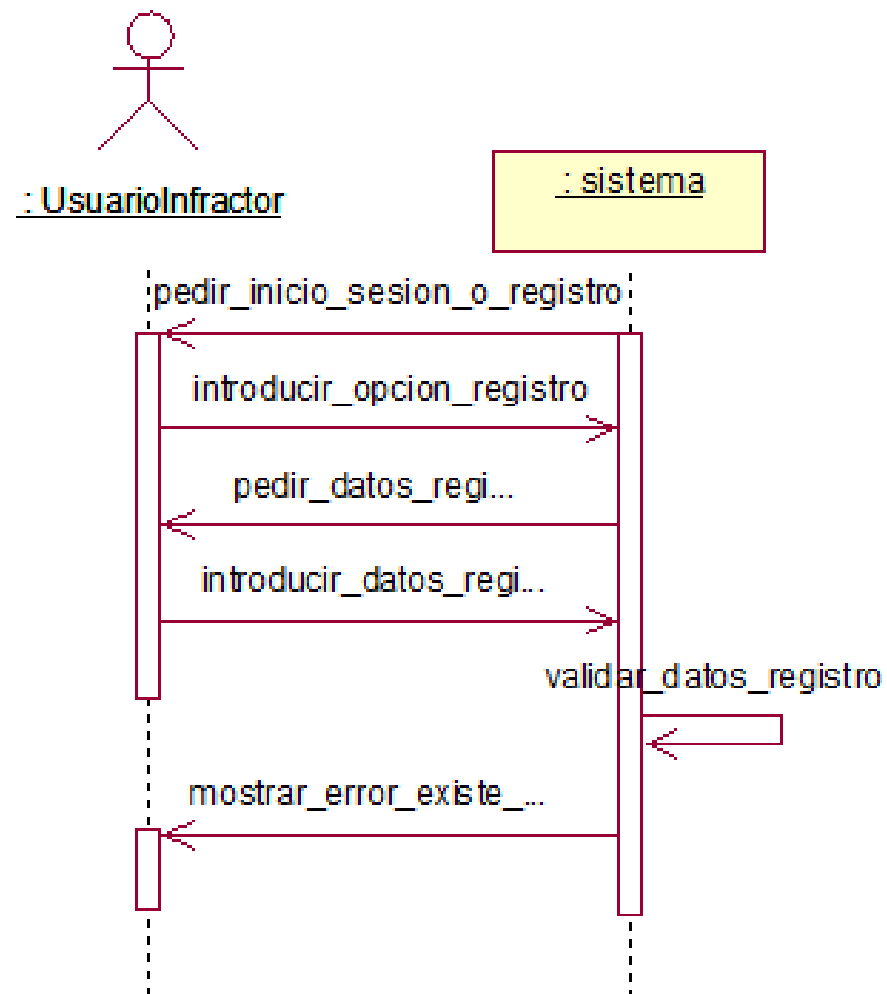 : UsuarioInfractor
: sistema
pedir_inicio_sesion_o_registro
introducir_opcion_registro
pedir_datos_regi...
introducir_datos_regi...
validar_datos_registro
mostrar_error_existe_...